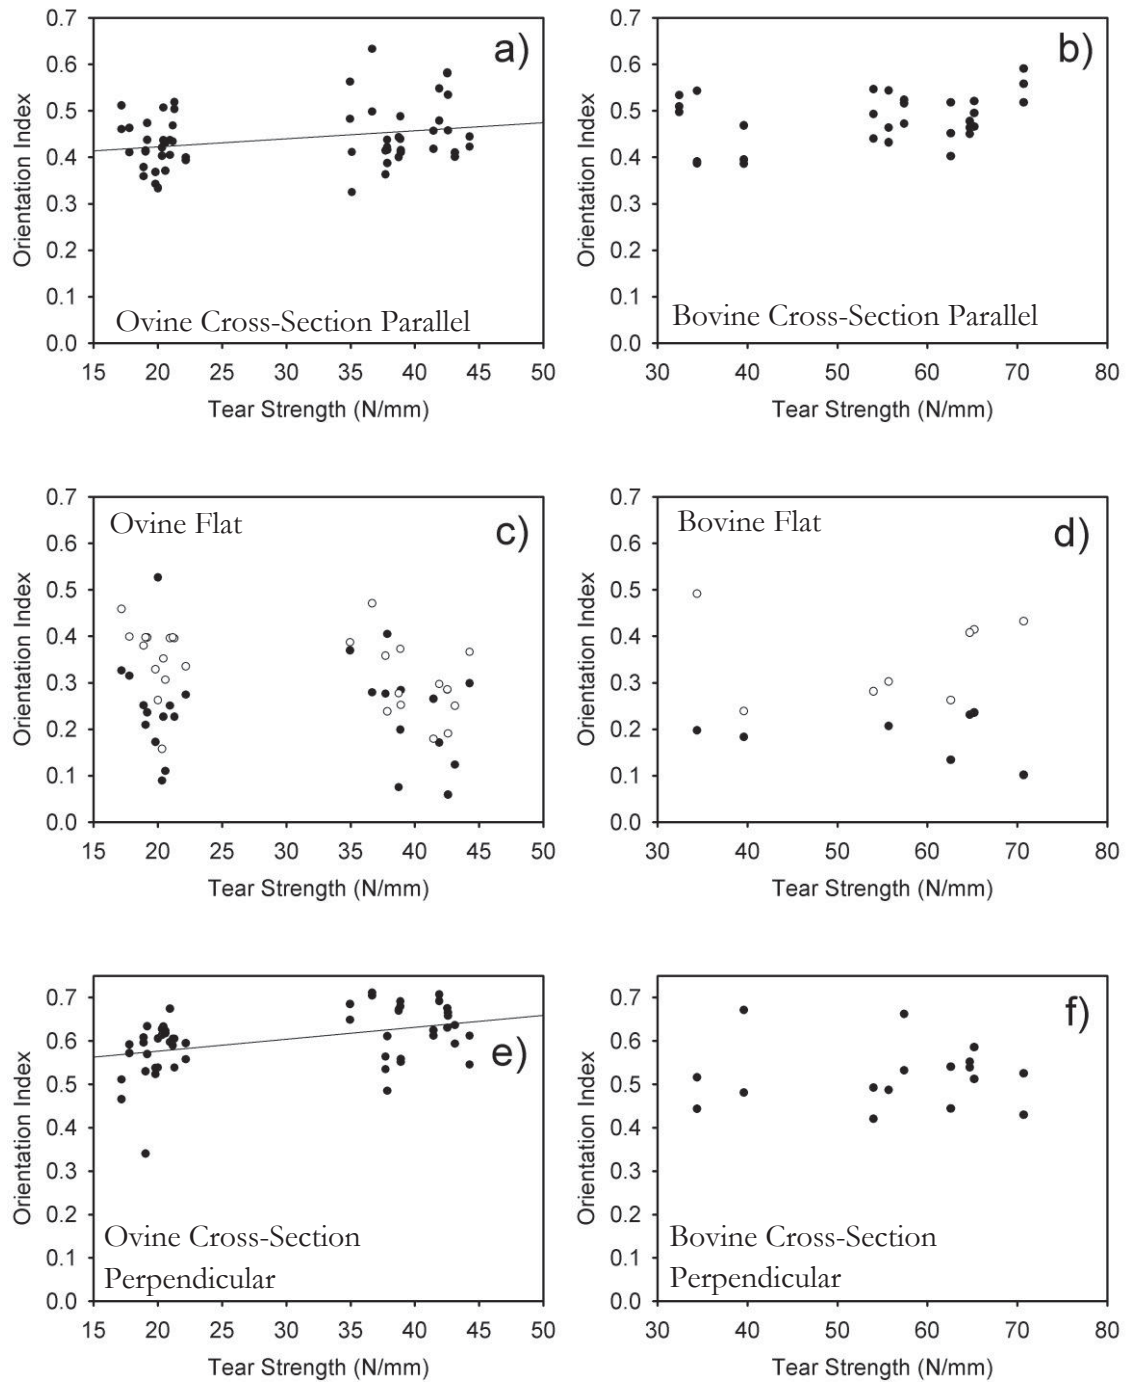 a)
0.7
0.6
0.5
0.4
0.3
0.2
0.1
0.0
Orientation Index
Ovine Cross-Section Parallel
15 20 25 30 35 40 45 50
Tear Strength (N/mm)
b)
0.7
0.6
0.5
0.4
0.3
0.2
0.1
0.0
Orientation Index
Bovine Cross-Section Parallel
30 40 50 60 70 80
Tear Strength (N/mm)
c)
Ovine Flat
0.7
0.6
0.5
0.4
0.3
0.2
0.1
0.0
Orientation Index
15 20 25 30 35 40 45 50
Tear Strength (N/mm)
d)
Bovine Flat
0.7
0.6
0.5
0.4
0.3
0.2
0.1
0.0
Orientation Index
30 40 50 60 70 80
Tear Strength (N/mm)
e)
0.7
0.6
0.5
0.4
0.3
0.2
0.1
0.0
Orientation Index
Ovine Cross-Section
Perpendicular
15 20 25 30 35 40 45 50
Tear Strength (N/mm)
f)
0.7
0.6
0.5
0.4
0.3
0.2
0.1
0.0
Orientation Index
Bovine Cross-Section
Perpendicular
30 40 50 60 70 80
Tear Strength (N/mm)